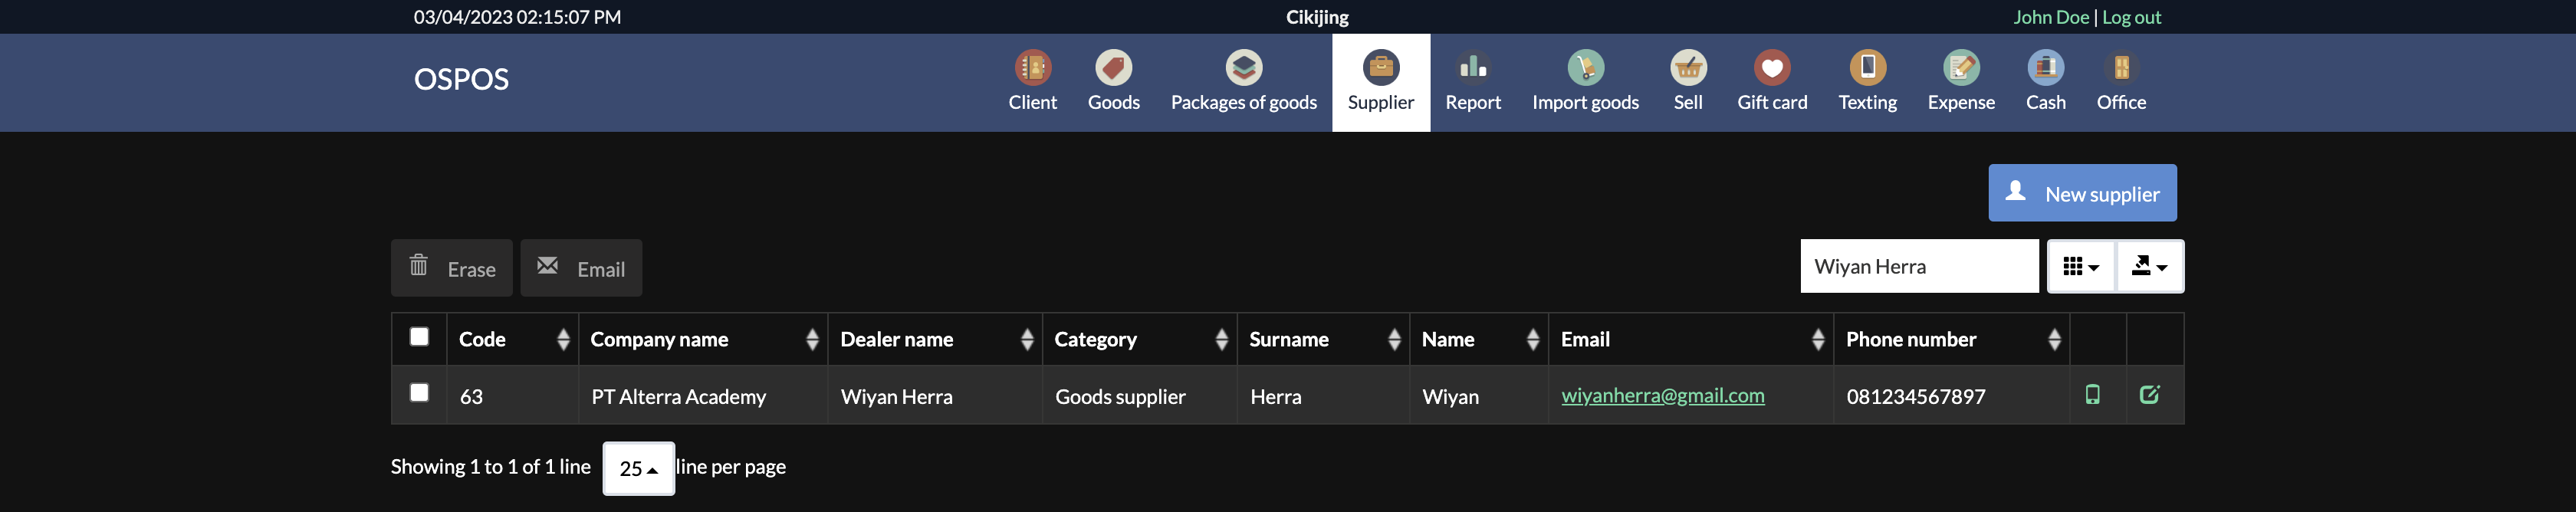 03/04/2023 02:15:07 PM Cikijing John Doe | Log out
OSPOS Client Goods Packages of goods Supplier Report Import goods Sell Gift card Texting Expense Cash Office
New supplier
Erase Email Wiyan Herra
Code Company name Dealer name Category Surname Name Email Phone number
63 PT Alterra Academy Wiyan Herra Goods supplier Herra Wiyan wiyanherra@gmail.com 081234567897
Showing 1 to 1 of 1 line 25 line per page